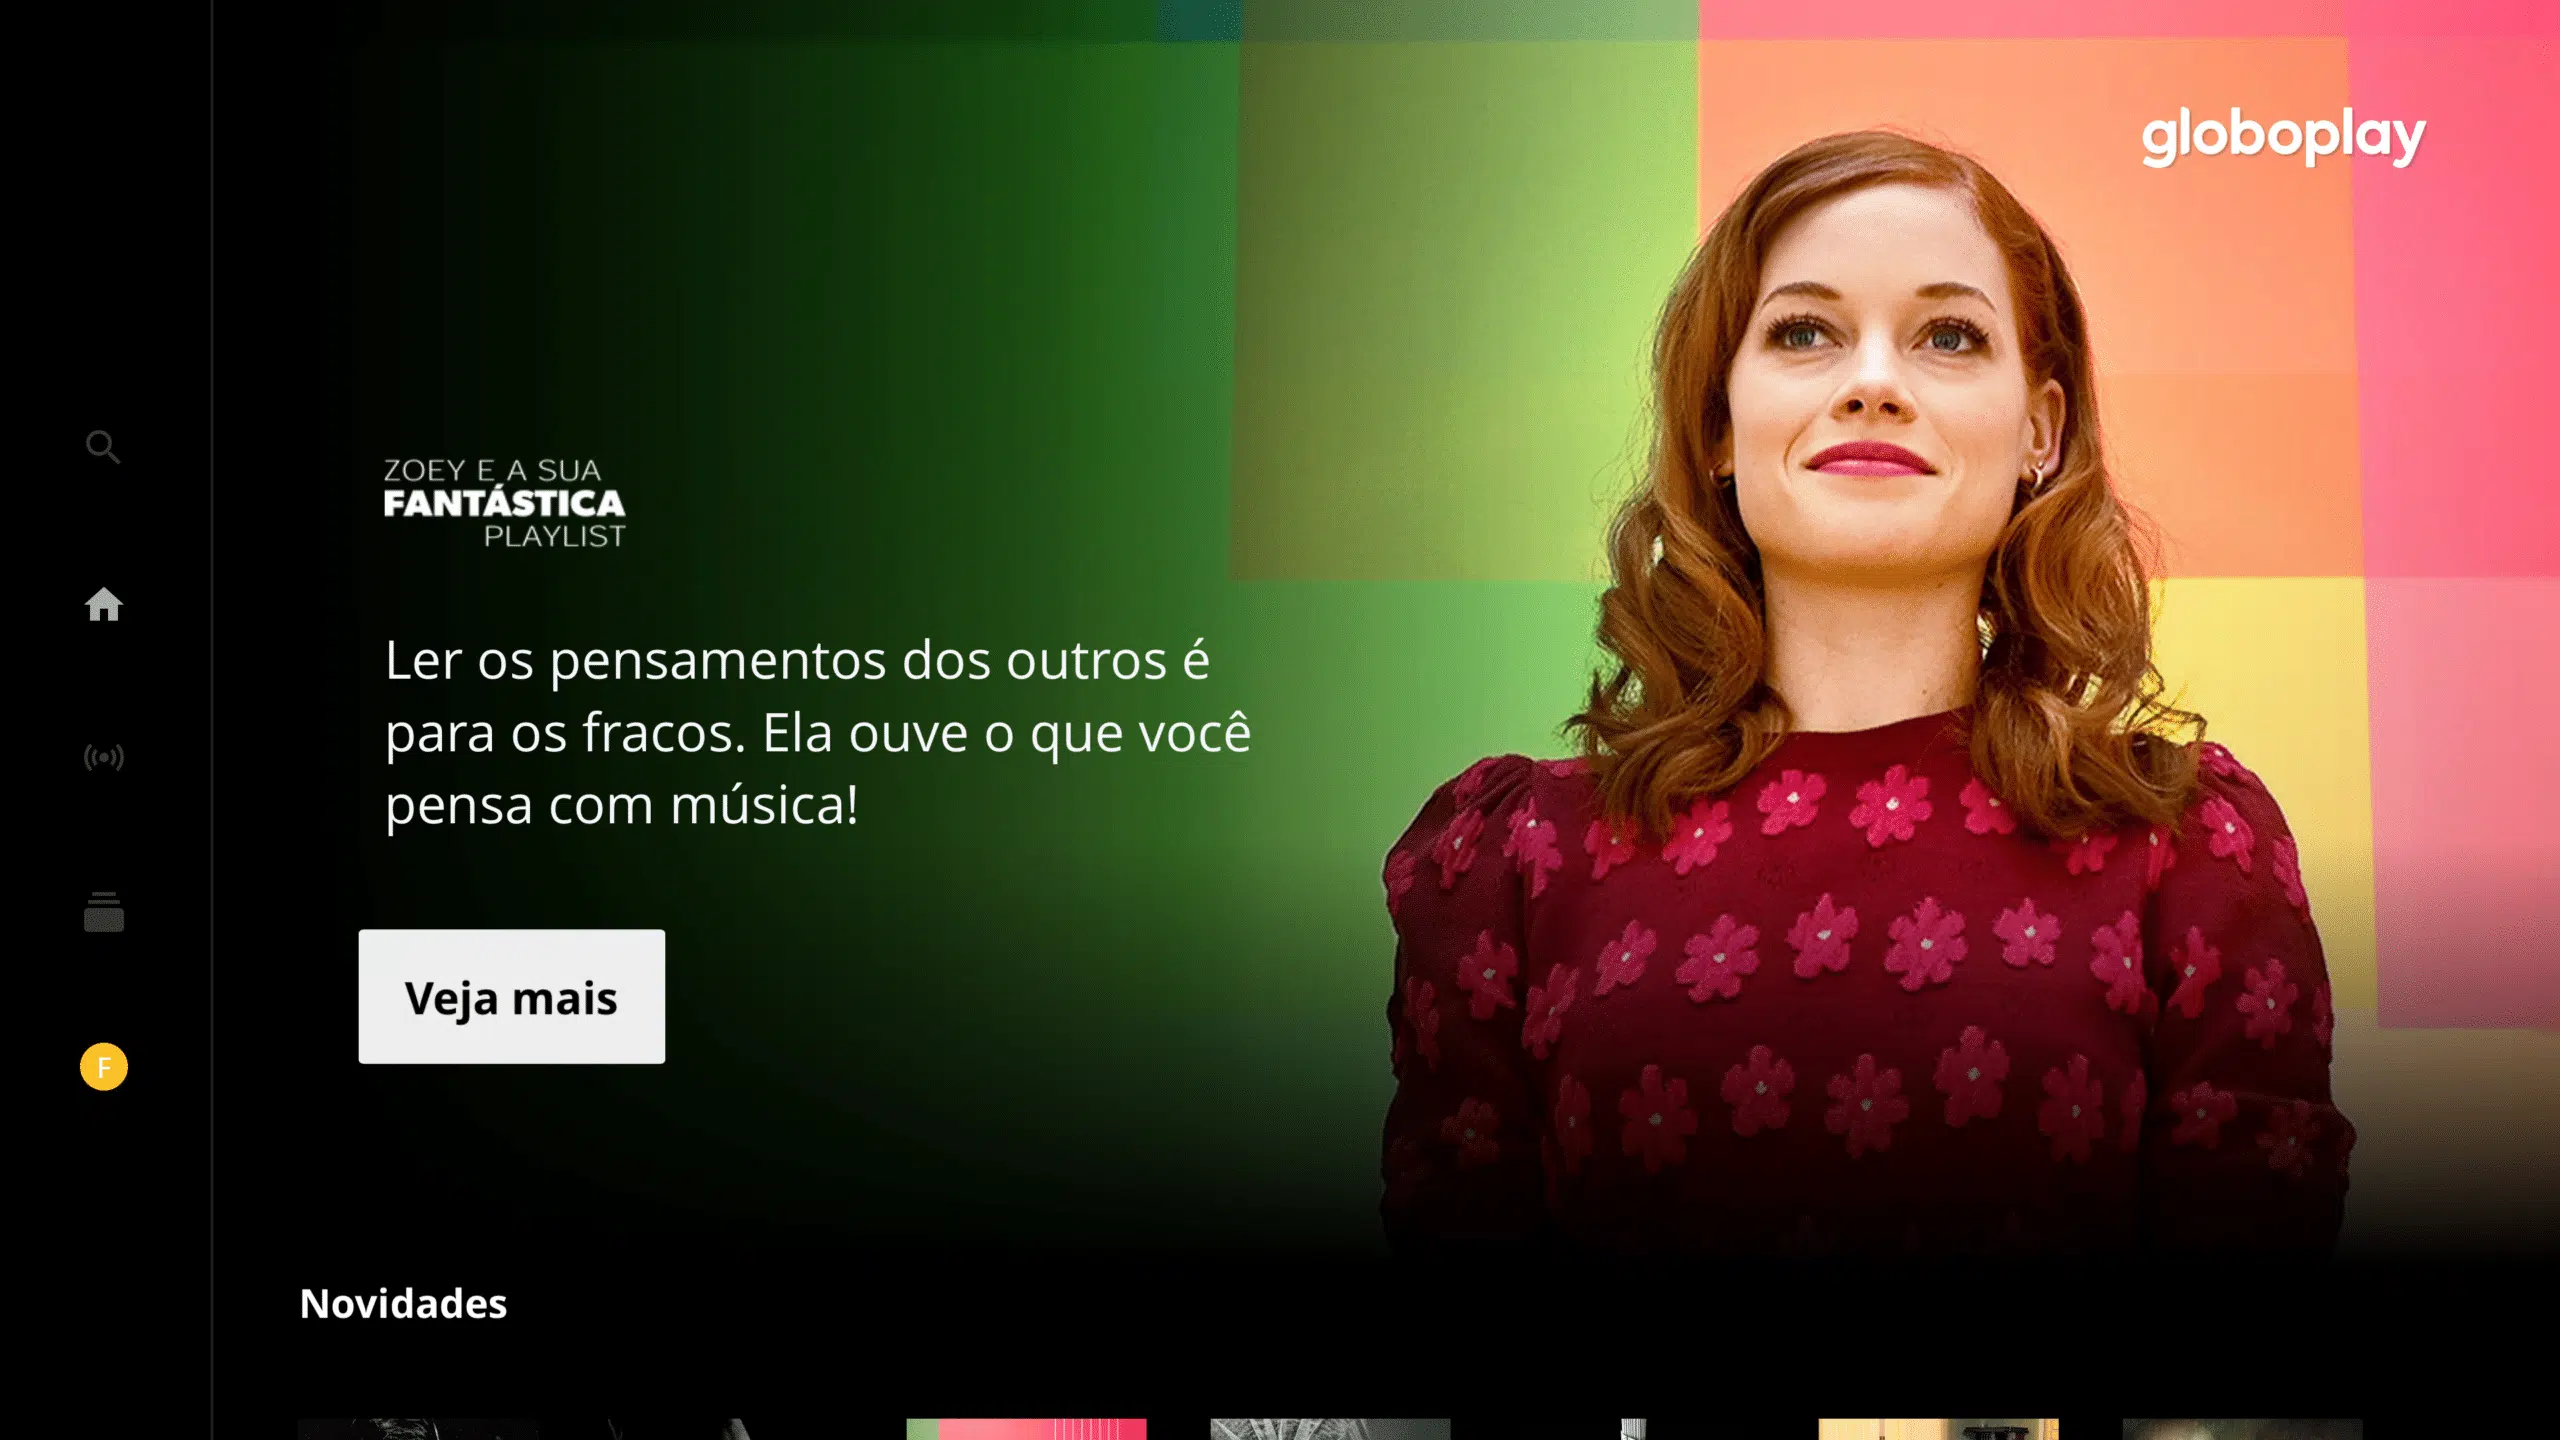 globoplay
ZOEY E A SUA
FANTÁSTICA
PLAYLIST
Ler os pensamentos dos outros é
para os fracos. Ela ouve o que você
pensa com música!
Veja mais
F
Novidades